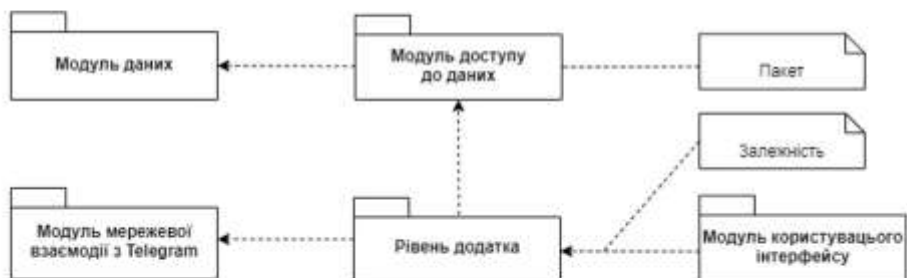 Модуль даних
Модуль доступу
до даних
Пакет
Залежність
Модуль мережевої
взаємодії з Telegram
Рівень додатка
Модуль користувацього
інтерфейсу